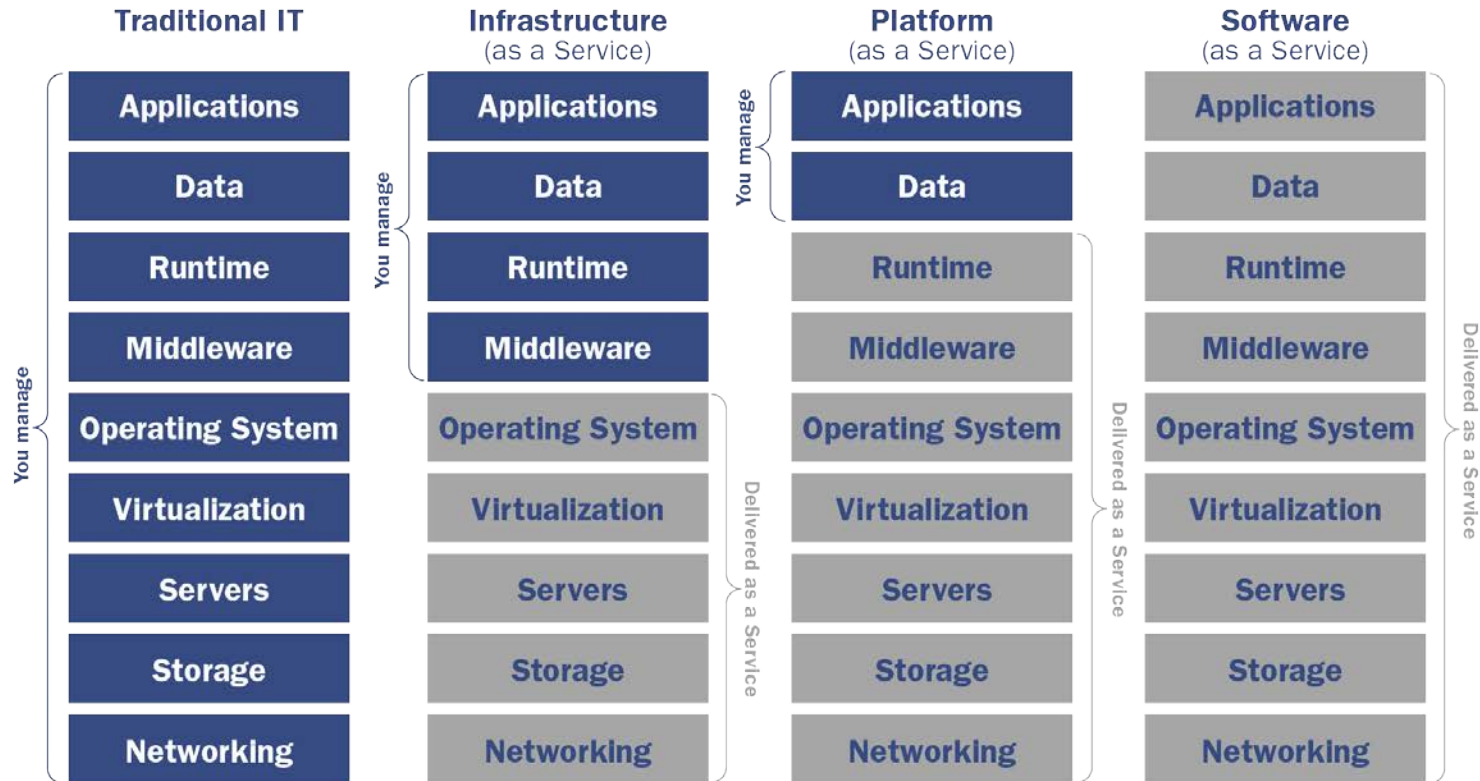 Traditional IT
Infrastructure
(as a Service)
Platform
(as a Service)
Software
(as a Service)
You manage
Applications
Data
Runtime
Middleware
Operating System
Virtualization
Servers
Storage
Networking
You manage
Applications
Data
Runtime
Middleware
Operating System
Virtualization
Servers
Storage
Networking
Delivered as a Service
You manage
Applications
Data
Runtime
Middleware
Operating System
Virtualization
Servers
Storage
Networking
Delivered as a Service
Applications
Data
Runtime
Middleware
Operating System
Virtualization
Servers
Storage
Networking
Delivered as a Service